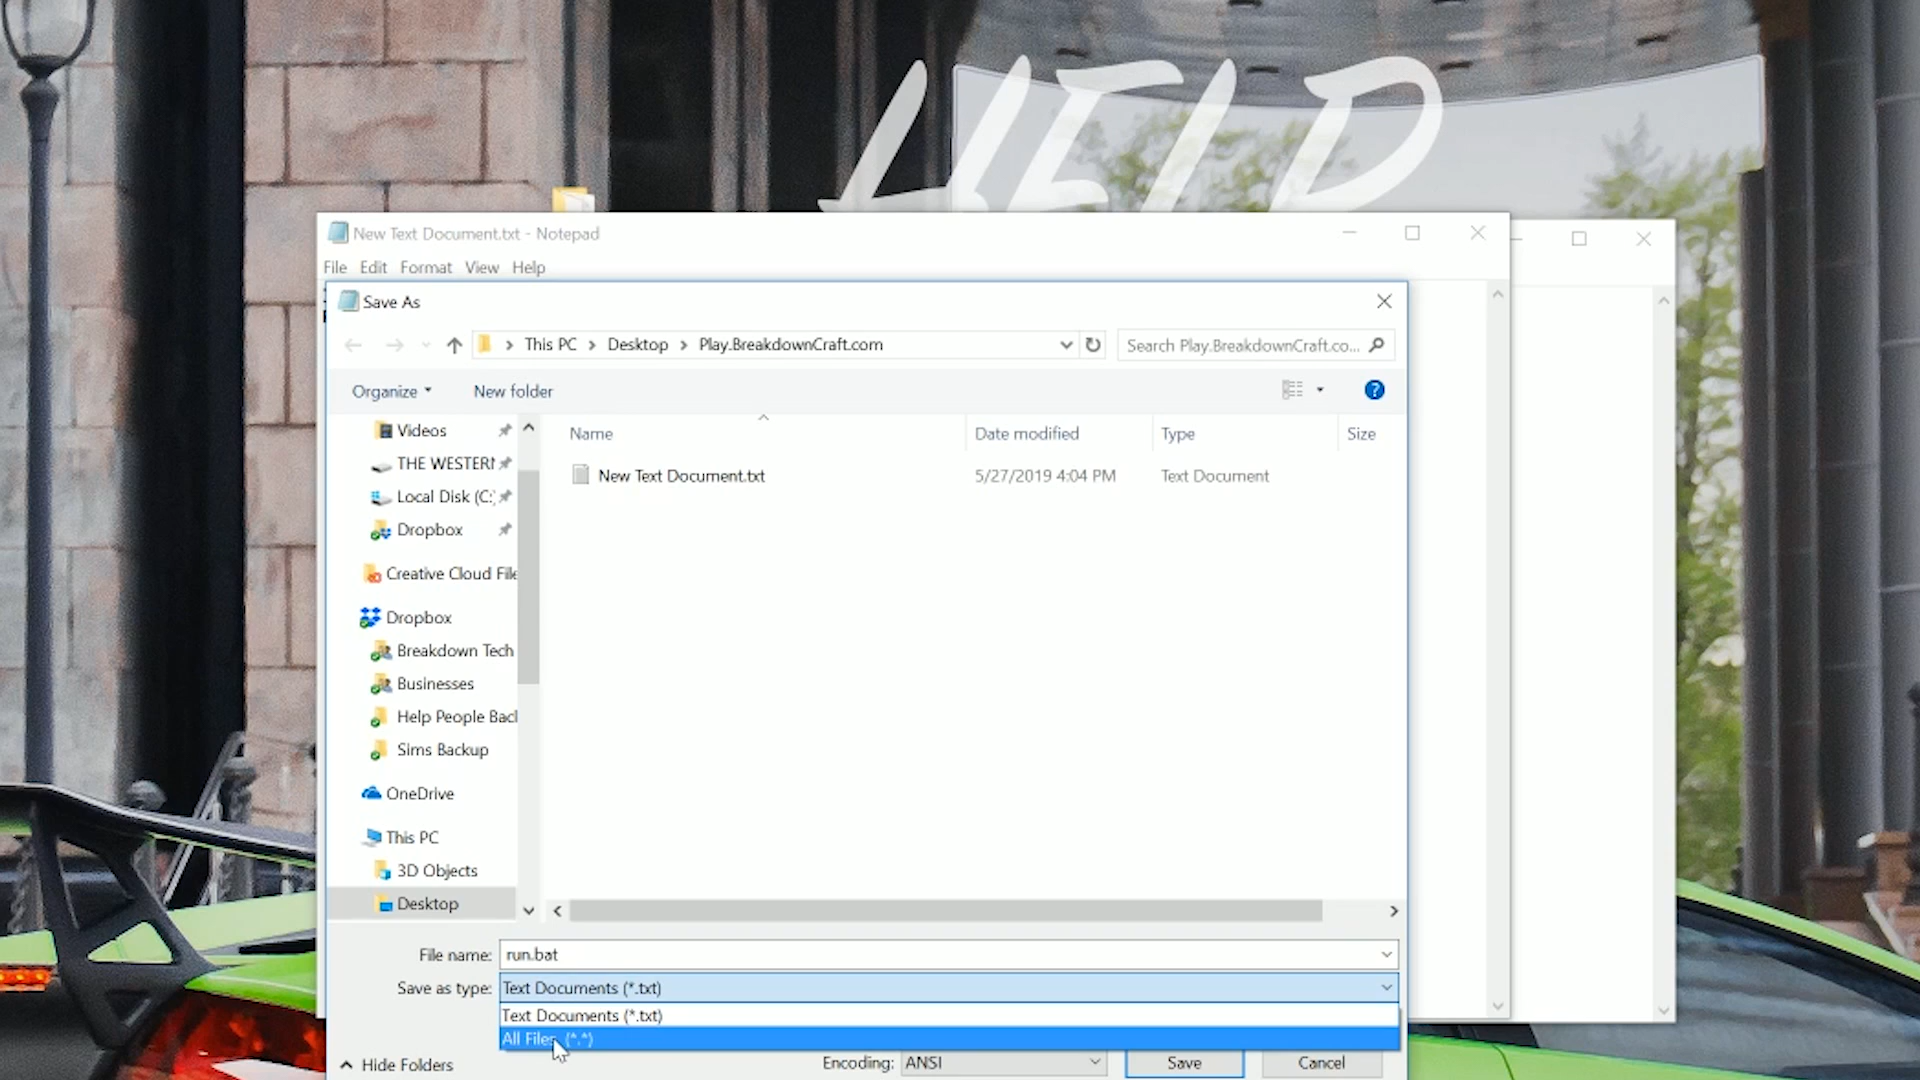 HELP
New Text Document.txt - Notepad
File Edit Format View Help
Save As
This PC Desktop Play.BreakdownCraft.com
Search Play.BreakdownCraft.co...
Organize New folder
?
Name Date modified Type Size
New Text Document.txt 5/27/2019 4:04 PM Text Document
Videos
THE WESTERN
Local Disk (C:)
Dropbox
Creative Cloud File
Dropbox
Breakdown Tech
Businesses
Help People Bacl
Sims Backup
OneDrive
This PC
3D Objects
Desktop
File name: run.bat
Save as type: Text Documents (*.txt)
Text Documents (*.txt)
All Files (*.*)
Hide Folders
Encoding: ANSI
Save
Cancel